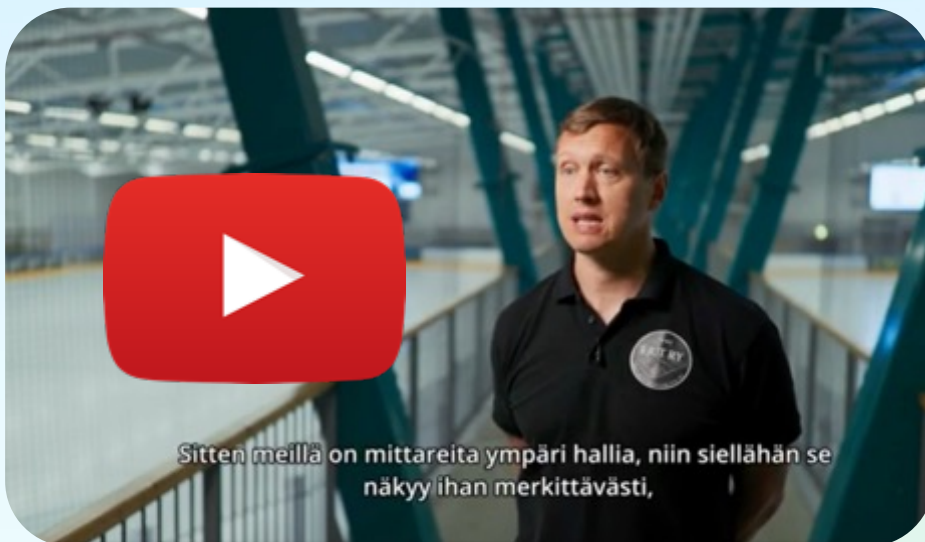 Sitten meillä on mittareita ympäri hallia, niin siellähän se
näkyy ihan merkittävästi,